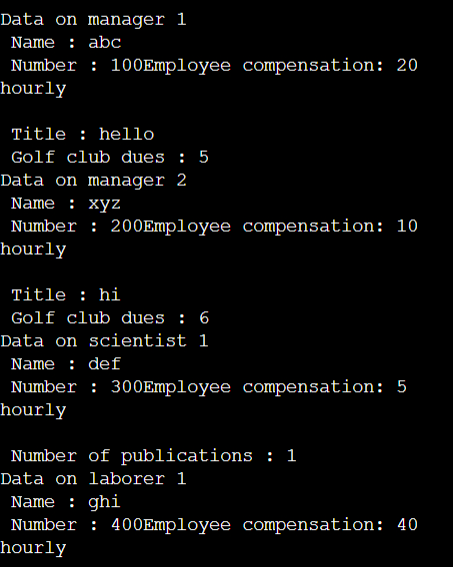 Data on manager 1
Name : abc
Number : 100Employee compensation: 20
hourly
Title : hello
Golf club dues : 5
Data on manager 2
Name : xyz
Number : 200Employee compensation: 10
hourly
Title : hi
Golf club dues : 6
Data on scientist 1
Name : def
Number : 300Employee compensation: 5
hourly
Number of publications : 1
Data on laborer 1
Name : ghi
Number : 400Employee compensation: 40
hourly